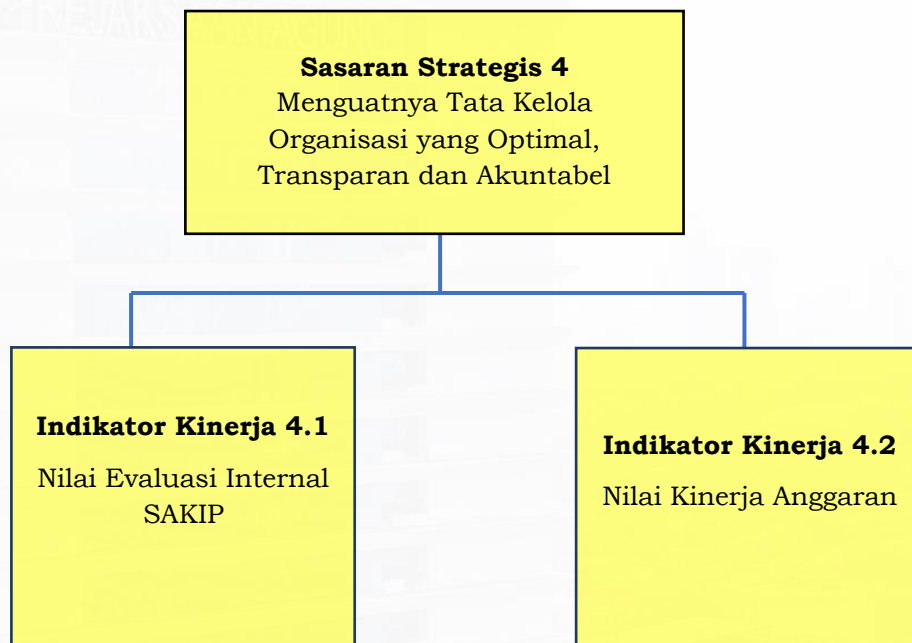 Sasaran Strategis 4
Menguatnya Tata Kelola
Organisasi yang Optimal,
Transparan dan Akuntabel
Indikator Kinerja 4.1
Nilai Evaluasi Internal
SAKIP
Indikator Kinerja 4.2
Nilai Kinerja Anggaran